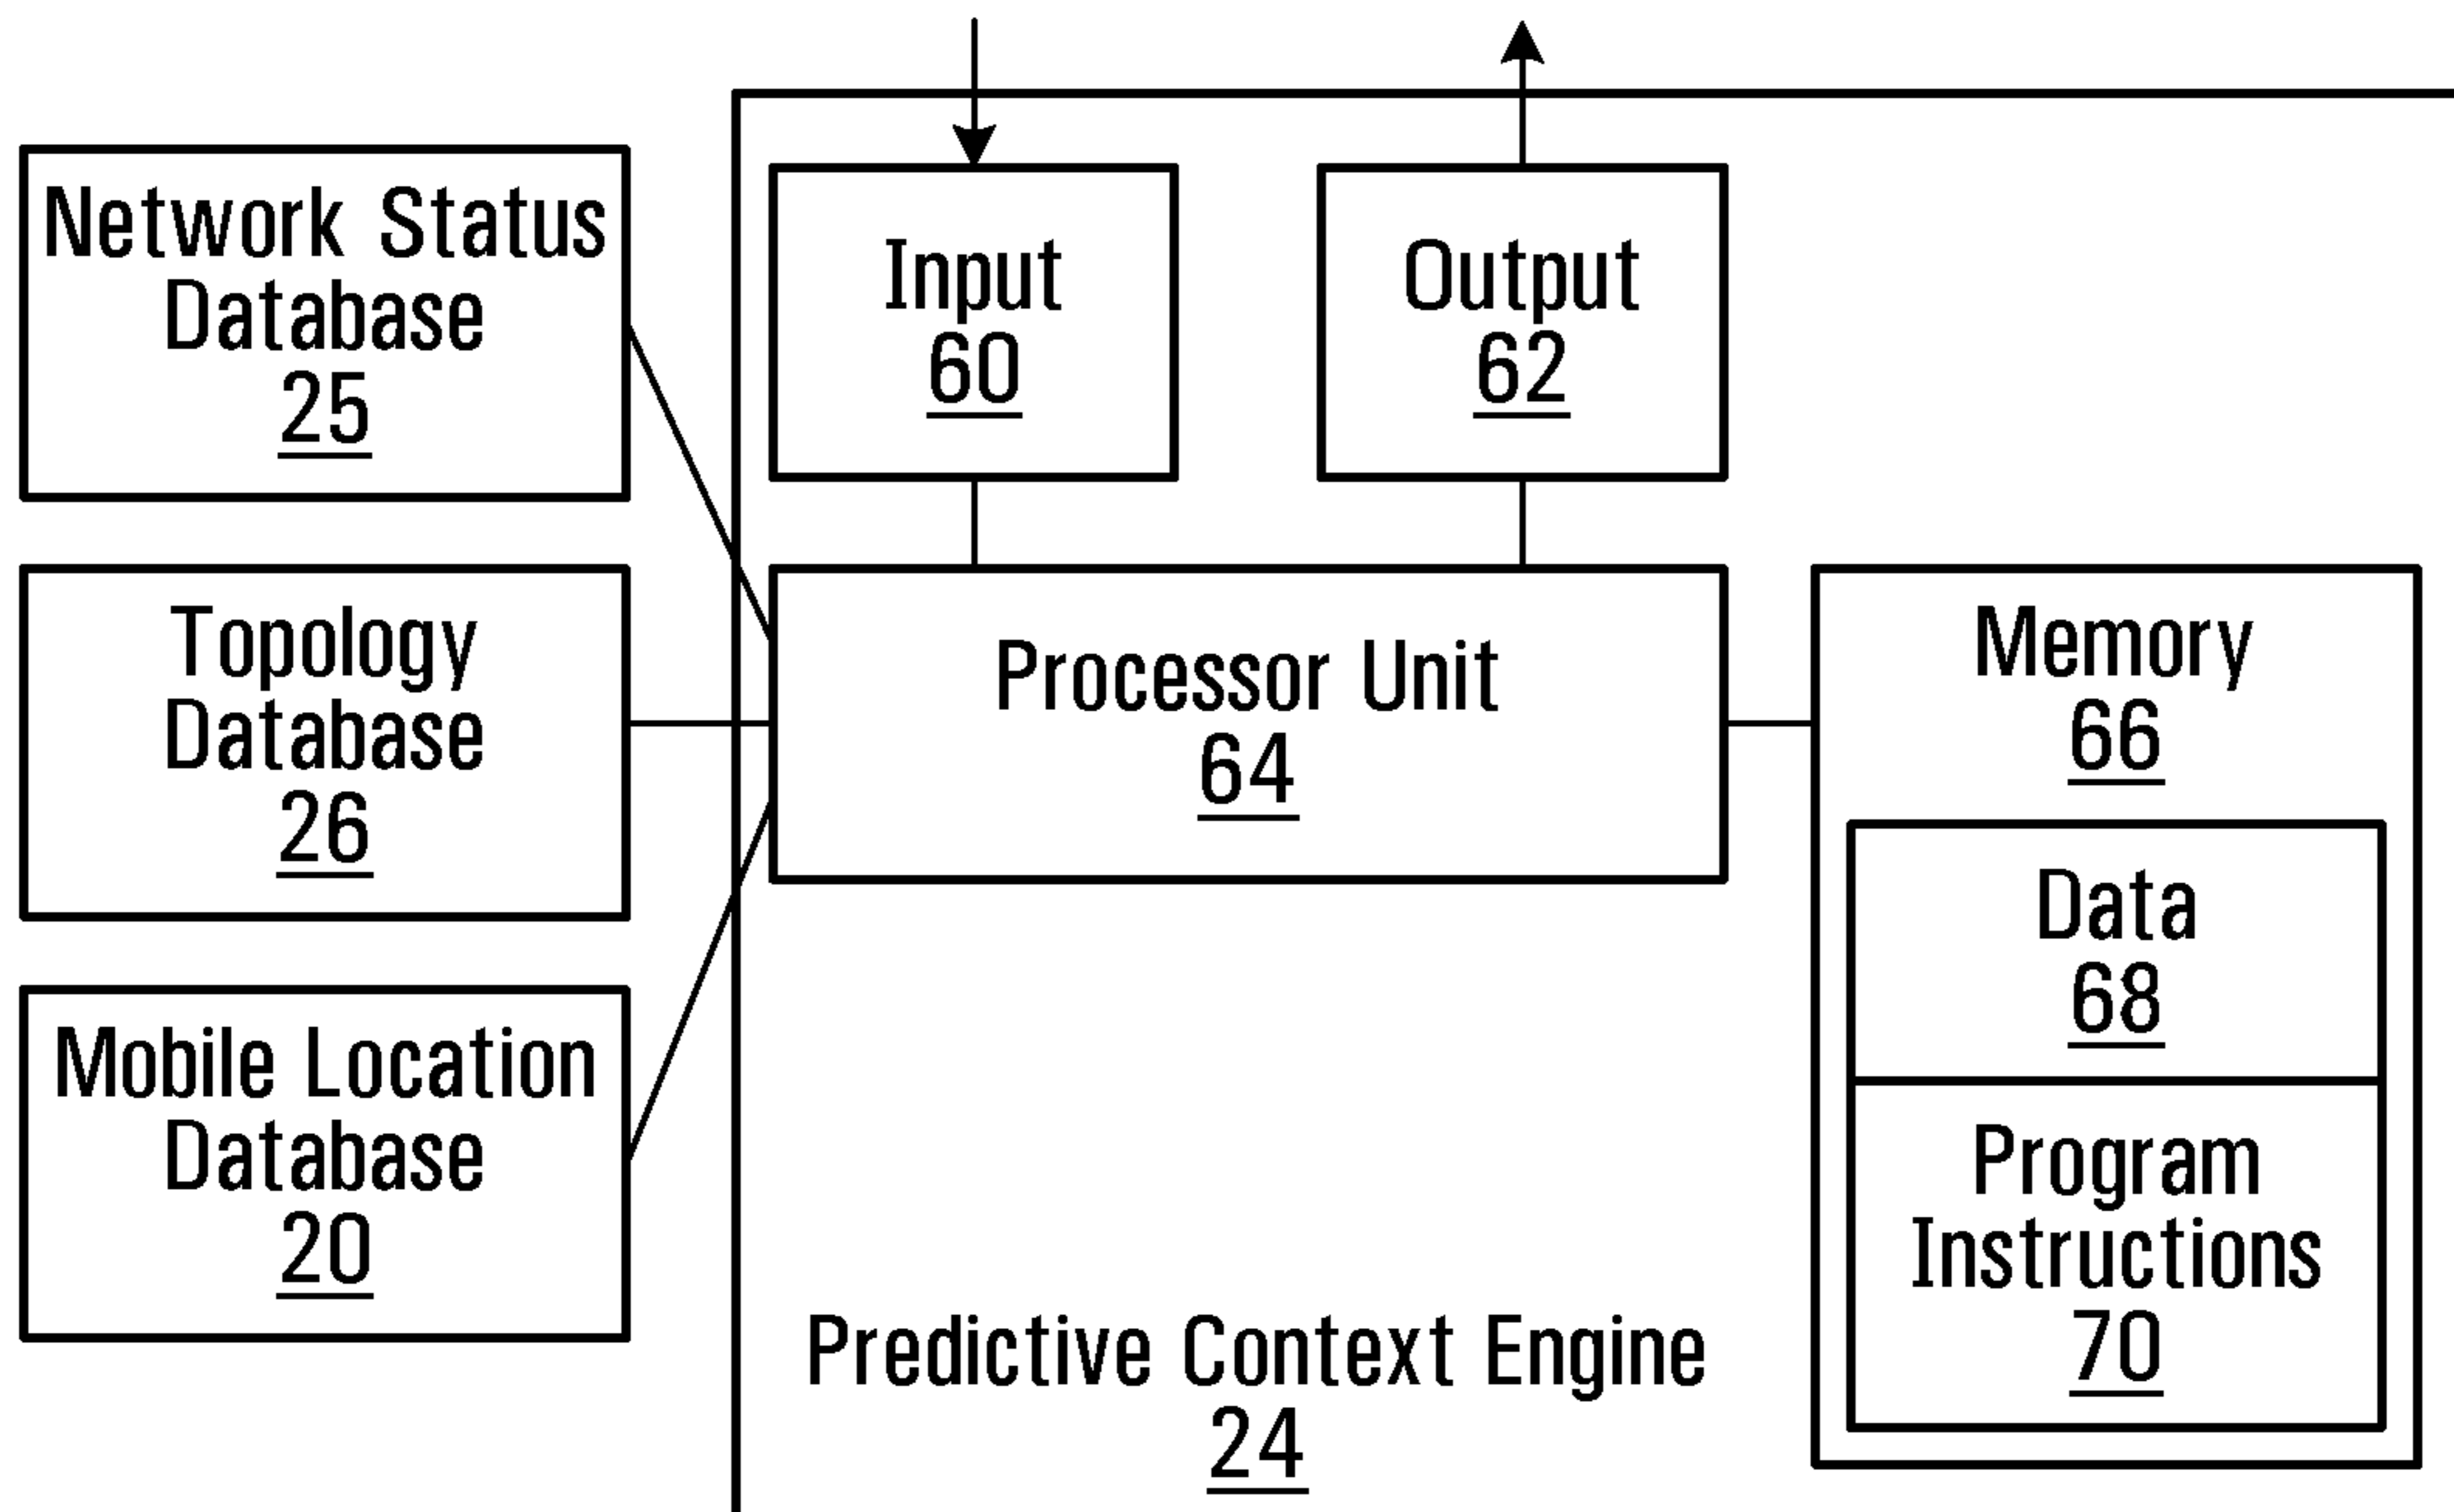 Network Status
Database
25
Input
60
Output
62
Topology
Database
26
Processor Unit
64
Memory
66
Data
68
Program
Instructions
70
Mobile Location
Database
20
Predictive Context Engine
24